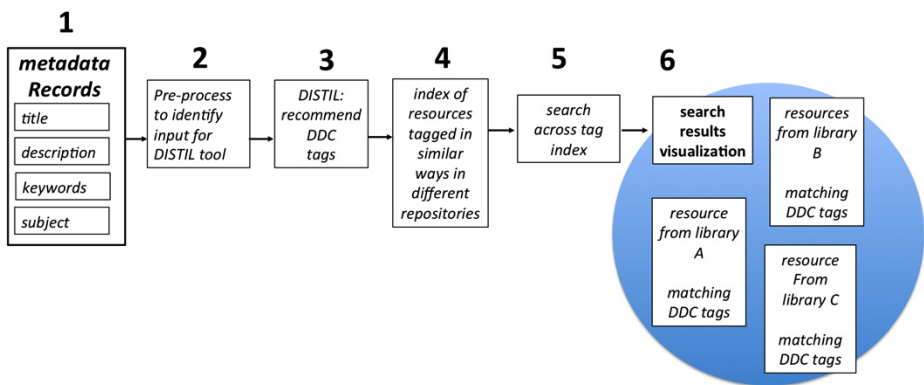 1
metadata
Records
title
description
keywords
subject
2
Pre-process
to identify
input for
DISTIL tool
3
DISTIL:
recommend
DDC
tags
4
index of
resources
tagged in
similar
ways in
different
repositories
5
search
across tag
index
6
search
results
visualization
resources
from library
B
matching
DDC tags
resource
from library
A
matching
DDC tags
resource
From
library C
matching
DDC tags